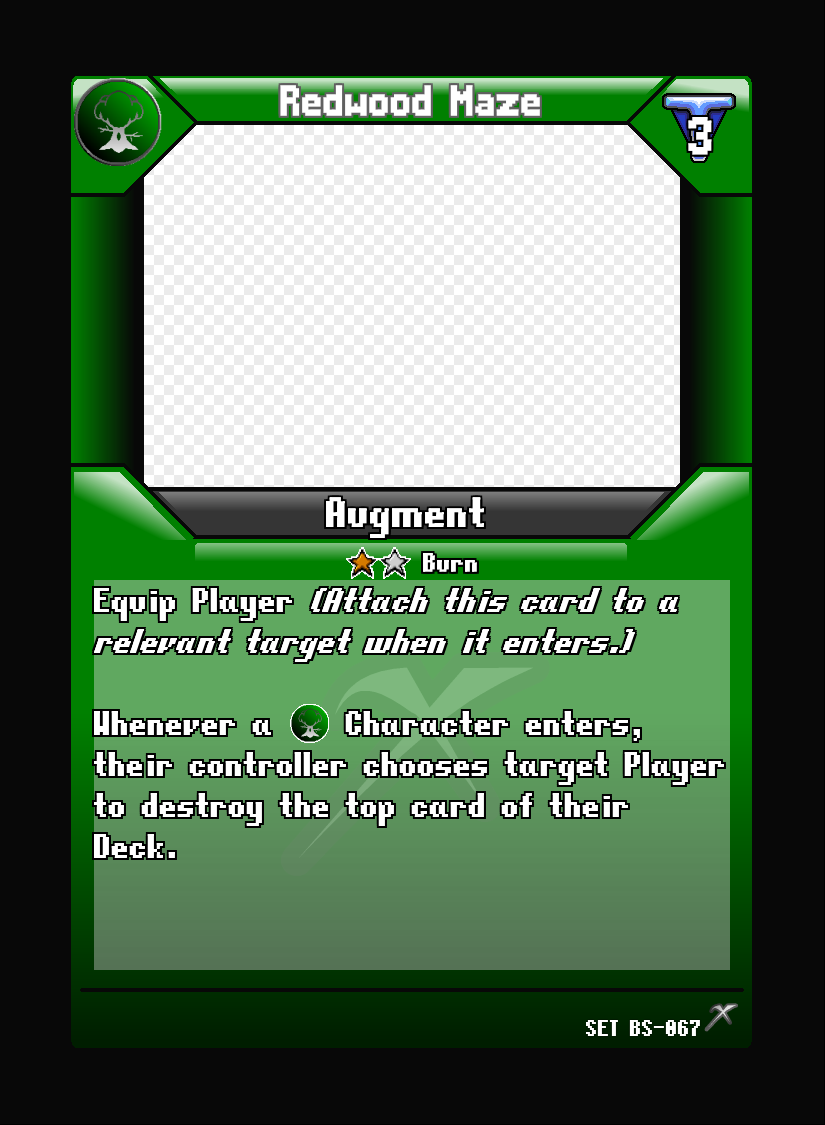 Redwood Maze
3
Augment
Burn
Equip Player (Attach this card to a
relevant target when it enters.)
Whenever a Character enters,
their controller chooses target Player
to destroy the top card of their
Deck.
SET BS-067